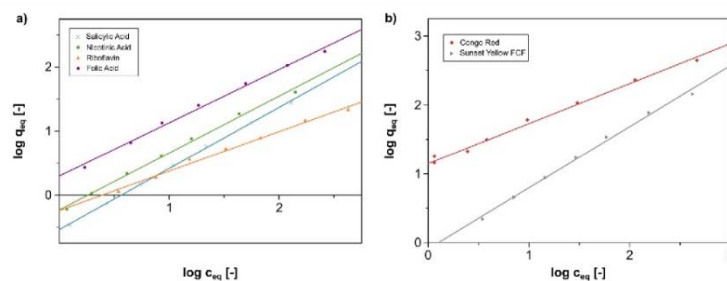 a)
Salicylic Acid
Nicotinic Acid
Riboflavin
Folic Acid
log q_eq [-]
2
1
0
1
2
log c_eq [-]
b)
Congo Red
Sunset Yellow FCF
log q_eq [-]
3
2
1
0
0
1
2
log c_eq [-]